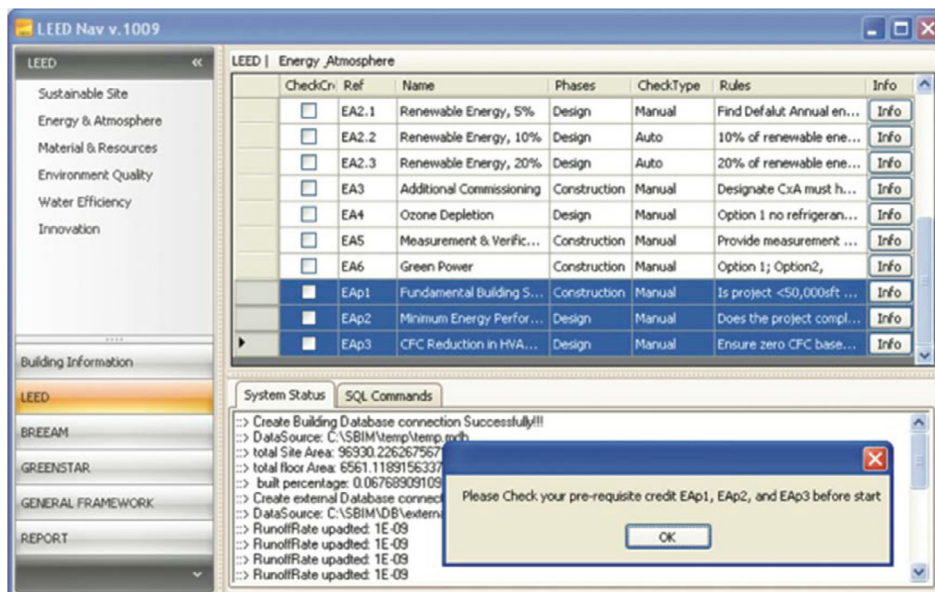 LEED Nav v.1009
LEED «
Sustainable Site
Energy & Atmosphere
Material & Resources
Environment Quality
Water Efficiency
Innovation
Building Information
LEED
BREEAM
GREENSTAR
GENERAL FRAMEWORK
REPORT
LEED | Energy _Atmosphere
CheckCri Ref Name Phases CheckType Rules Info
EA2.1 Renewable Energy, 5% Design Manual Find Defalut Annual en... Info
EA2.2 Renewable Energy, 10% Design Auto 10% of renewable ene... Info
EA2.3 Renewable Energy, 20% Design Auto 20% of renewable ene... Info
EA3 Additional Commissioning Construction Manual Designate CxA must h... Info
EA4 Ozone Depletion Design Manual Option 1 no refrigeran... Info
EA5 Measurement & Verific... Construction Manual Provide measurement ... Info
EA6 Green Power Construction Manual Option 1; Option2, Info
EAp1 Fundamental Building S... Construction Manual Is project <50,000sft ... Info
EAp2 Minimum Energy Perfor... Design Manual Does the project compl... Info
EAp3 CFC Reduction in HVA... Design Manual Ensure zero CFC base... Info
System Status SQL Commands
::> Create Building Database connection Successfully!!!
::> DataSource: C:\SBIM\temp\temp.mdb
::> total Site Area: 96930.226267567
::> total floor Area: 6561.1189156337
::> built percentage: 0.06768909109
::> Create external Database connect
::> DataSource: C:\SBIM\DB\externa
::> RunoffRate upadted: 1E-09
::> RunoffRate upadted: 1E-09
::> RunoffRate upadted: 1E-09
::> RunoffRate upadted: 1E-09
Please Check your pre-requisite credit EAp1, EAp2, and EAp3 before start
OK